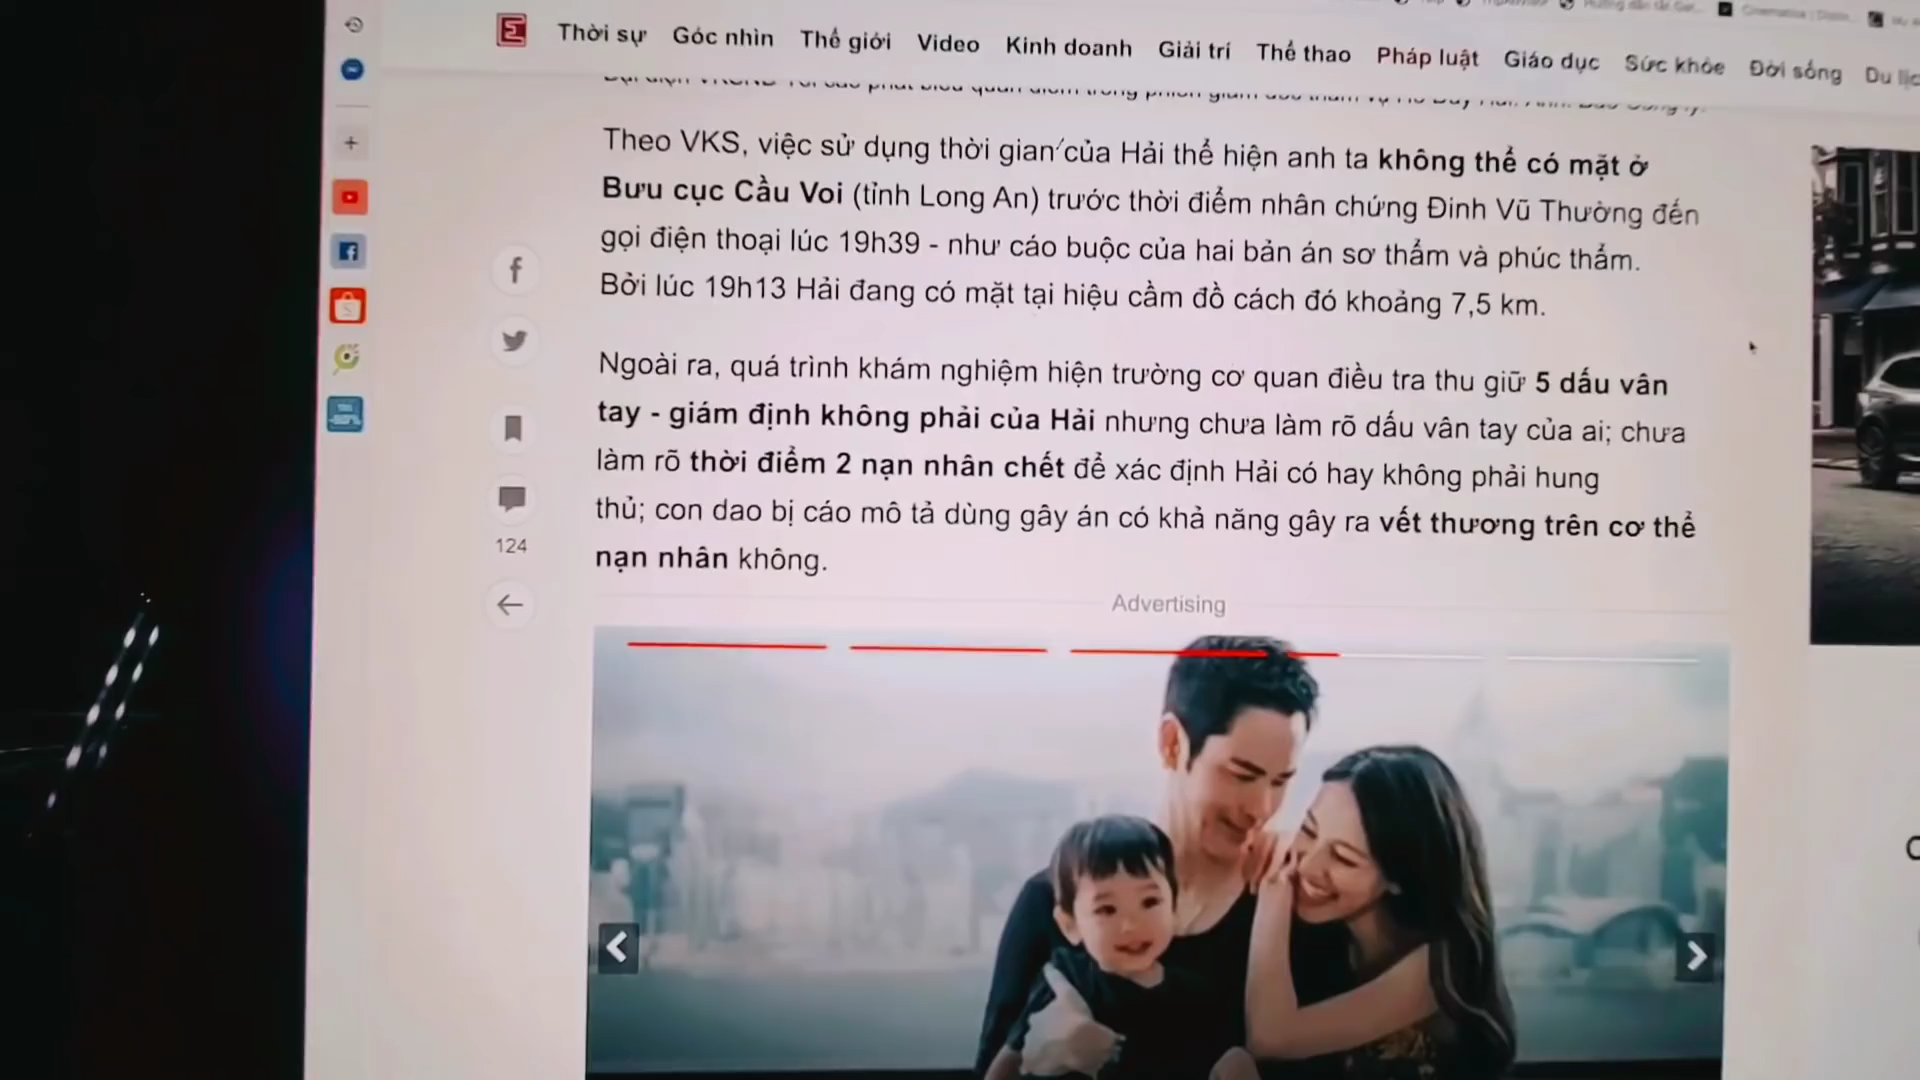 Thời sự Góc nhìn Thế giới Video Kinh doanh Giải trí Thể thao Pháp luật Giáo dục Sức khỏe Đời sống Du lịc
Theo VKS, việc sử dụng thời gian của Hải thể hiện anh ta không thể có mặt ở
Bưu cục Cầu Voi (tỉnh Long An) trước thời điểm nhân chứng Đinh Vũ Thường đến
gọi điện thoại lúc 19h39 - như cáo buộc của hai bản án sơ thẩm và phúc thẩm.
Bởi lúc 19h13 Hải đang có mặt tại hiệu cầm đồ cách đó khoảng 7,5 km.
Ngoài ra, quá trình khám nghiệm hiện trường cơ quan điều tra thu giữ 5 dấu vân
tay - giám định không phải của Hải nhưng chưa làm rõ dấu vân tay của ai; chưa
làm rõ thời điểm 2 nạn nhân chết để xác định Hải có hay không phải hung
thủ; con dao bị cáo mô tả dùng gây án có khả năng gây ra vết thương trên cơ thể
nạn nhân không.
124
Advertising